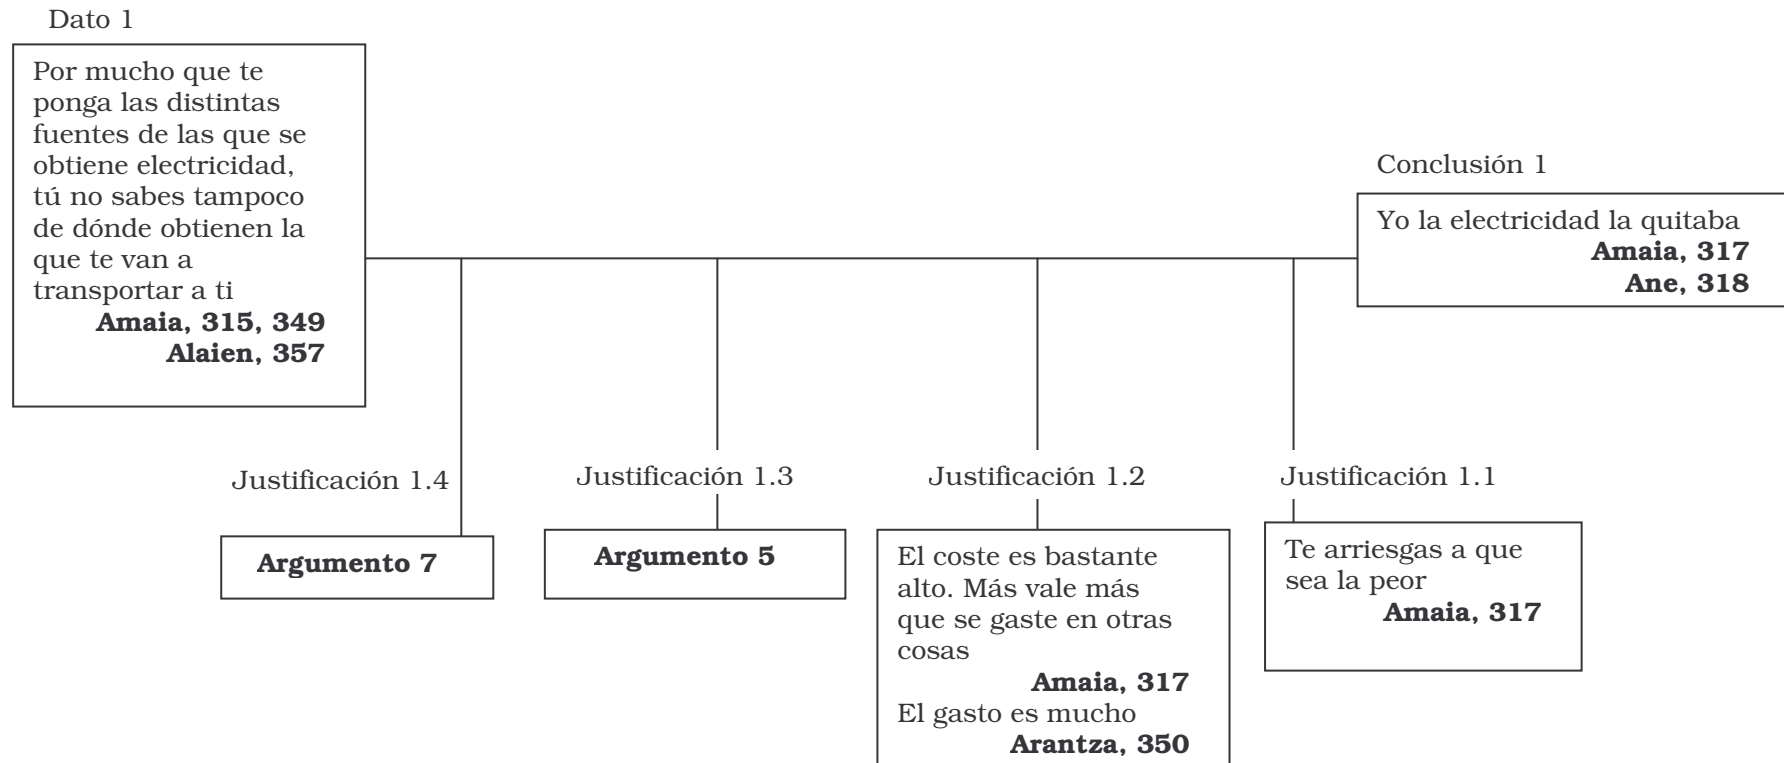 Dato 1
Por mucho que te
ponga las distintas
fuentes de las que se
obtiene electricidad,
tú no sabes tampoco
de dónde obtienen la
que te van a
transportar a ti
Amaia, 315, 349
Alaien, 357
Conclusión 1
Yo la electricidad la quitaba
Amaia, 317
Ane, 318
Justificación 1.4
Argumento 7
Justificación 1.3
Argumento 5
Justificación 1.2
El coste es bastante
alto. Más vale más
que se gaste en otras
cosas
Amaia, 317
El gasto es mucho
Arantza, 350
Justificación 1.1
Te arriesgas a que
sea la peor
Amaia, 317